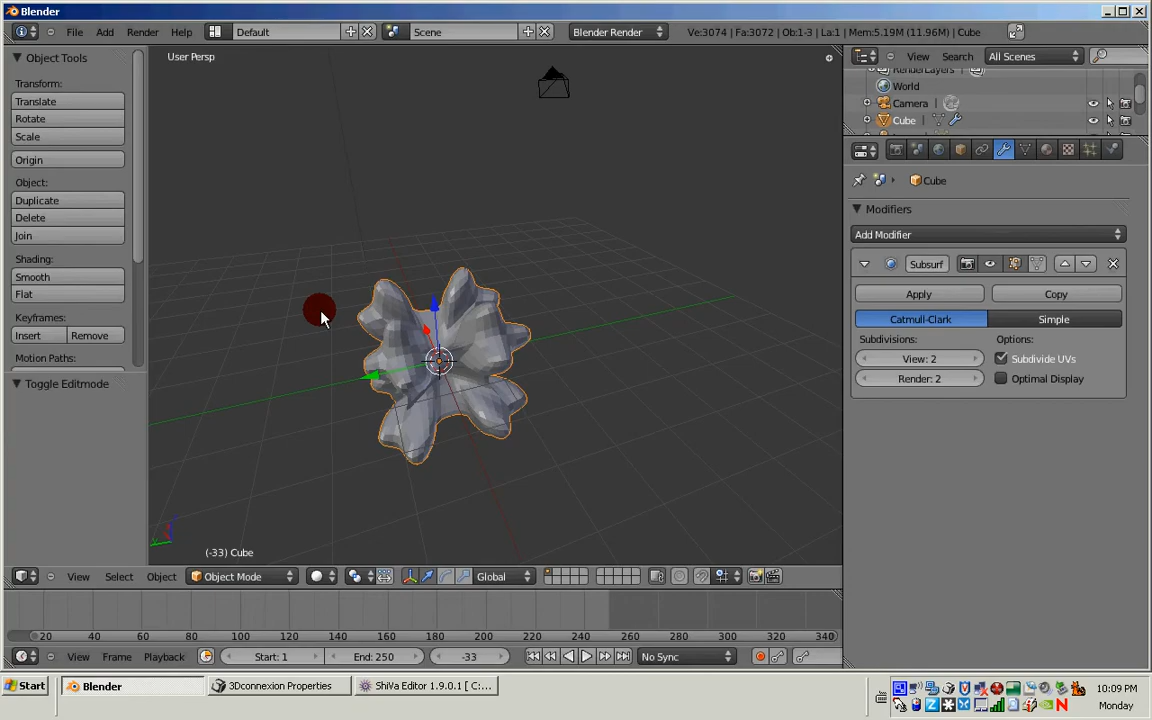 Blender
File Add Render Help Default Scene Blender Render Ve:3074 | Fa:3072 | Ob:1-3 | La:1 | Mem:5.19M (11.96M) | Cube
Object Tools
Transform:
Translate
Rotate
Scale
Origin
Object:
Duplicate
Delete
Join
Shading:
Smooth
Flat
Keyframes:
Insert Remove
Motion Paths:
Toggle Editmode
User Persp
(-33) Cube
View Select Object Object Mode Global
View Search All Scenes
RenderLayers
World
Camera
Cube
Cube
Modifiers
Add Modifier
Subsurf
Apply Copy
Catmull-Clark Simple
Subdivisions: Options:
View: 2 Subdivide UVs
Render: 2 Optimal Display
20 40 60 80 100 120 140 160 180 200 220 240 260 280 300 320 340
View Frame Playback Start: 1 End: 250 -33 No Sync
Start Blender 3Dconnexion Properties ShiVa Editor 1.9.0.1 [ C:...
10:09 PM
Monday